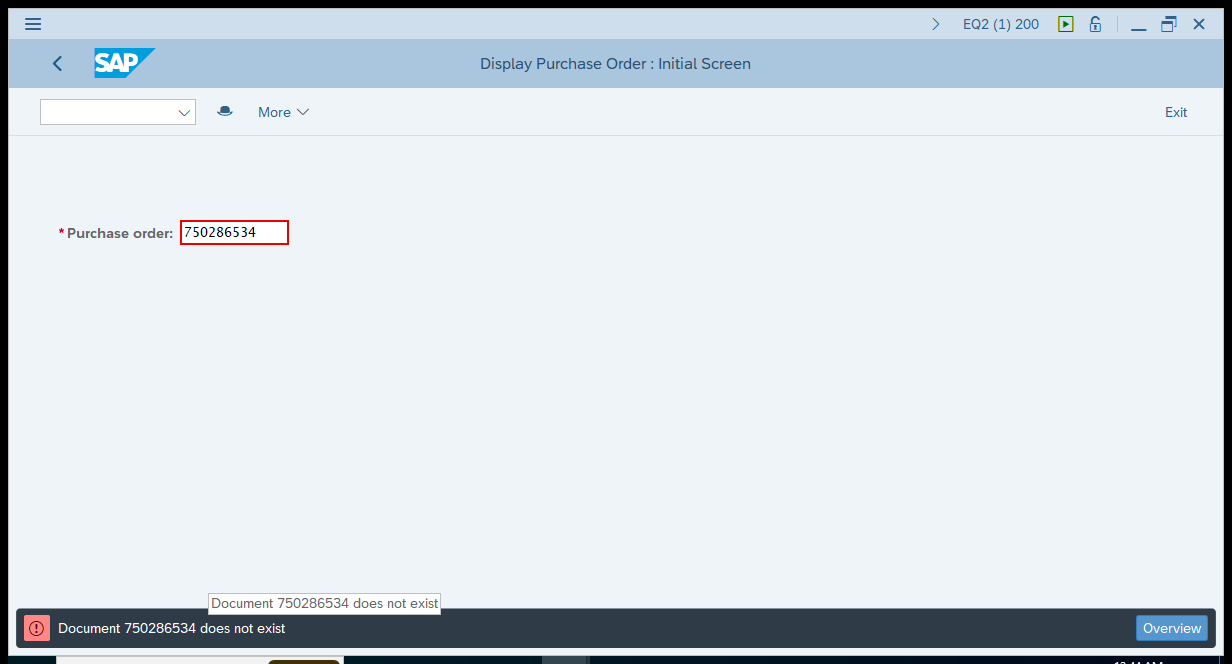 EQ2 (1) 200
SAP
Display Purchase Order : Initial Screen
More
Exit
* Purchase order: 750286534
Document 750286534 does not exist
Document 750286534 does not exist
Overview